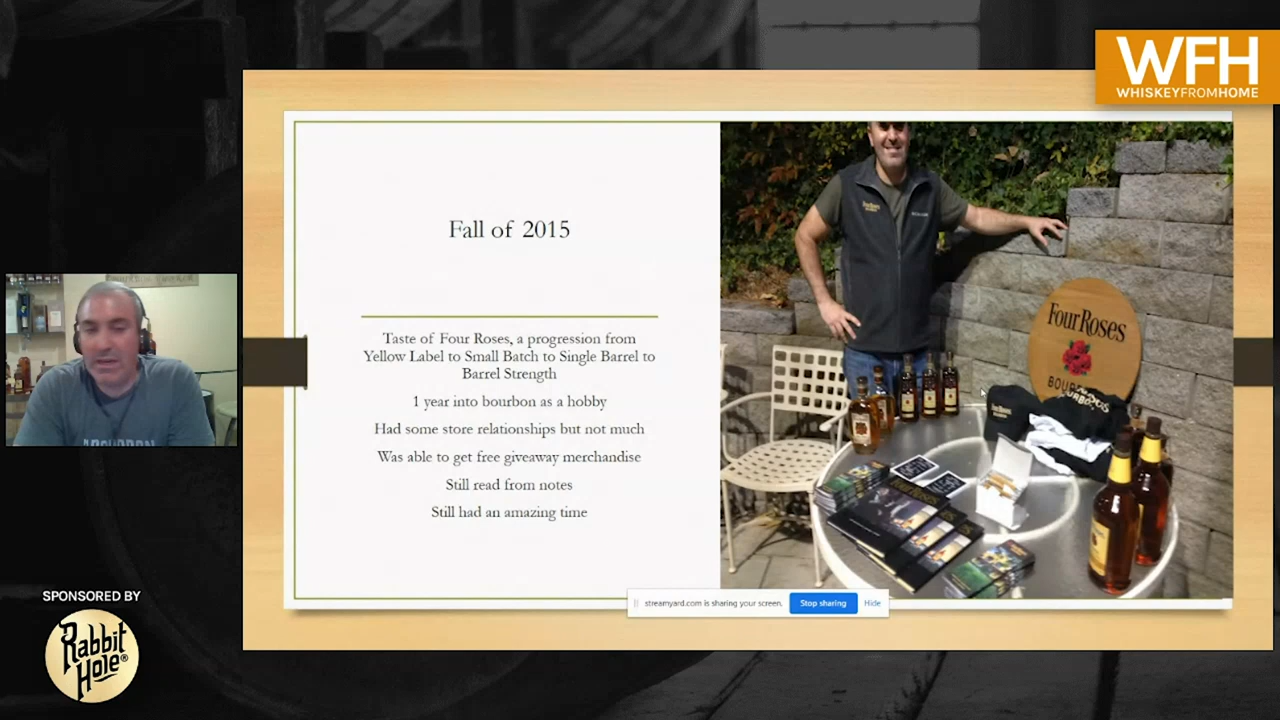 WFH
WHISKEYFROMHOME
Fall of 2015
Taste of Four Roses, a progression from
Yellow Label to Small Batch to Single Barrel to
Barrel Strength
1 year into bourbon as a hobby
Had some store relationships but not much
Was able to get free giveaway merchandise
Still read from notes
Still had an amazing time
Four Roses
BOURBON
Four Roses
streamyard.com is sharing your screen.
Stop sharing
Hide
SPONSORED BY
Rabbit
Hole®